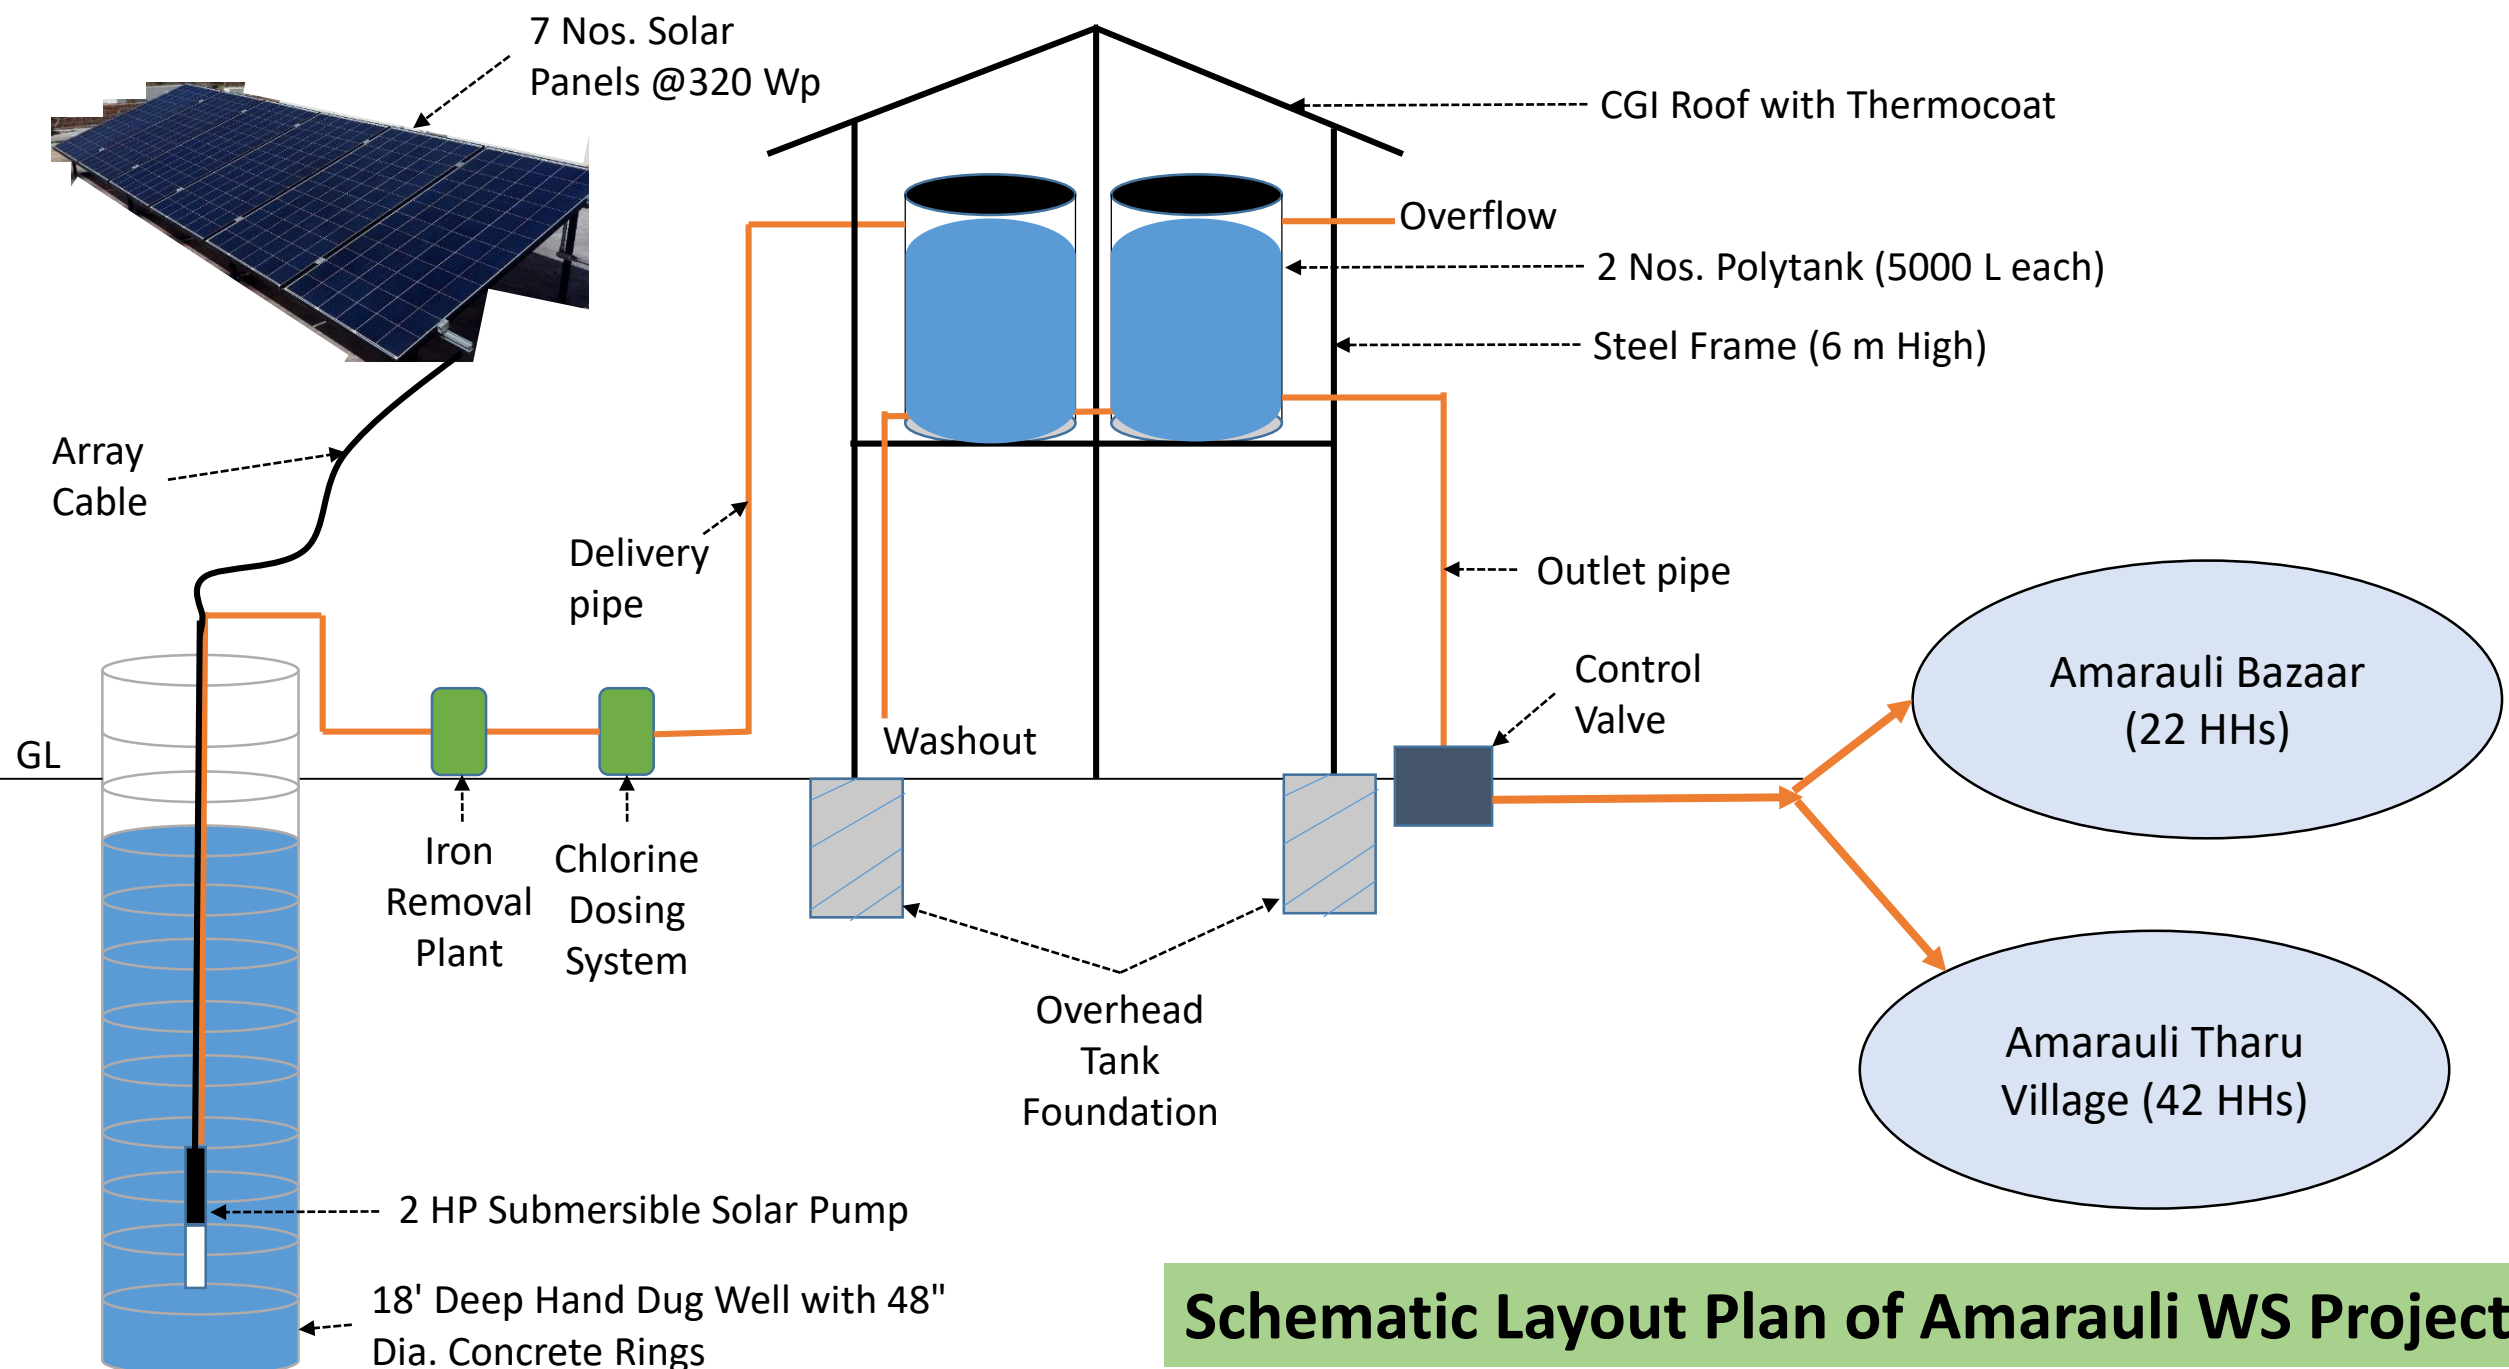 7 Nos. Solar
Panels @320 Wp
CGI Roof with Thermocoat
Overflow
2 Nos. Polytank (5000 L each)
Steel Frame (6 m High)
Array
Cable
Delivery
pipe
Outlet pipe
Control
Valve
Amarauli Bazaar
(22 HHs)
Washout
GL
Iron
Removal
Plant
Chlorine
Dosing
System
Overhead
Tank
Foundation
Amarauli Tharu
Village (42 HHs)
2 HP Submersible Solar Pump
18' Deep Hand Dug Well with 48"
Dia. Concrete Rings
Schematic Layout Plan of Amarauli WS Project